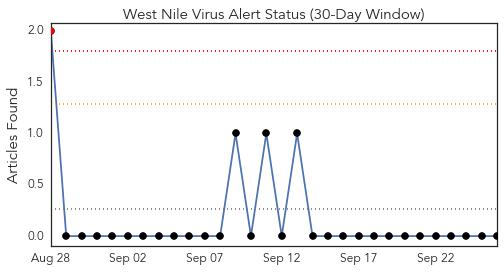 West Nile Virus Alert Status (30-Day Window)
Articles Found
2.0
1.5
1.0
0.5
0.0
Aug 28 Sep 02 Sep 07 Sep 12 Sep 17 Sep 22